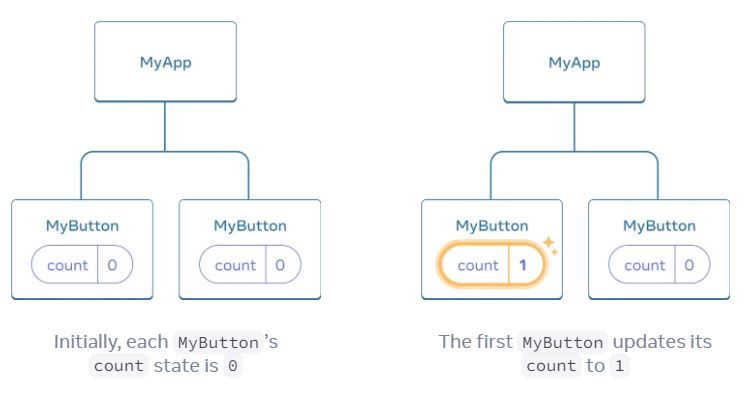 MyApp
MyButton
count 0
MyButton
count 0
Initially, each MyButton's
count state is 0
MyApp
MyButton
count 1
MyButton
count 0
The first MyButton updates its
count to 1